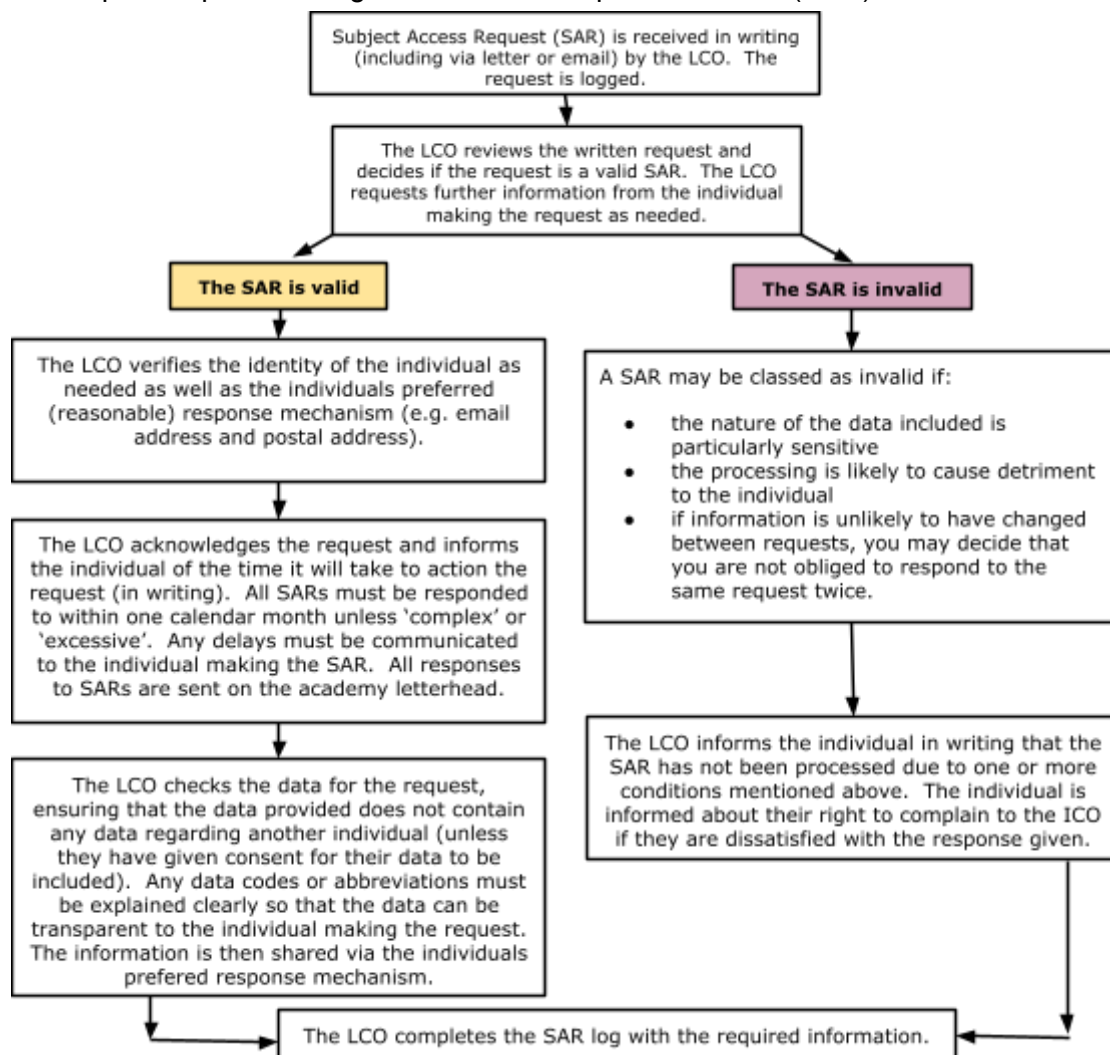 Subject Access Request (SAR) is received in writing
(including via letter or email) by the LCO. The
request is logged.
The LCO reviews the written request and
decides if the request is a valid SAR. The LCO
requests further information from the individual
making the request as needed.
The SAR is valid
The SAR is invalid
The LCO verifies the identity of the individual as
needed as well as the individuals preferred
(reasonable) response mechanism (e.g. email
address and postal address).
The LCO acknowledges the request and informs
the individual of the time it will take to action the
request (in writing). All SARs must be responded
to within one calendar month unless ‘complex’ or
‘excessive’. Any delays must be communicated
to the individual making the SAR. All responses
to SARs are sent on the academy letterhead.
The LCO checks the data for the request,
ensuring that the data provided does not contain
any data regarding another individual (unless
they have given consent for their data to be
included). Any data codes or abbreviations must
be explained clearly so that the data can be
transparent to the individual making the request.
The information is then shared via the individuals
prefered response mechanism.
A SAR may be classed as invalid if:
● the nature of the data included is
particularly sensitive
● the processing is likely to cause detriment
to the individual
● if information is unlikely to have changed
between requests, you may decide that
you are not obliged to respond to the
same request twice.
The LCO informs the individual in writing that the
SAR has not been processed due to one or more
conditions mentioned above. The individual is
informed about their right to complain to the ICO
if they are dissatisfied with the response given.
The LCO completes the SAR log with the required information.